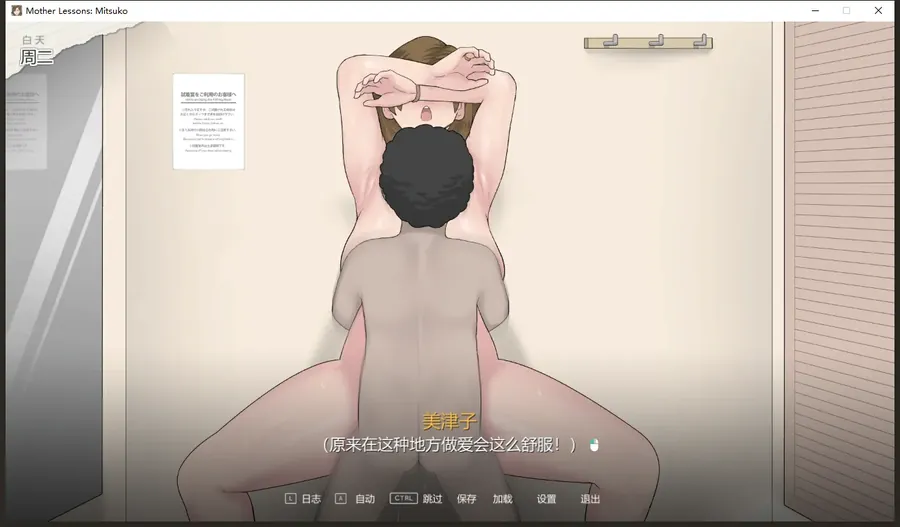 Mother Lessons: Mitsuko
白天
周二
試着室をご利用のお客様へ
美津子
（原来在这种地方做爱会这么舒服！）
L 日志 A 自动 CTRL 跳过 保存 加载 设置 退出